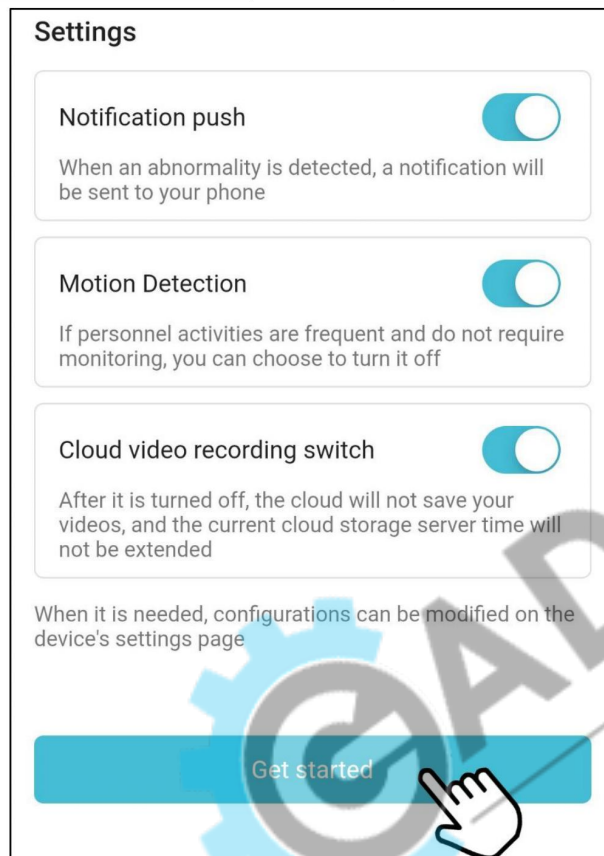 Settings
Notification push
When an abnormality is detected, a notification will
be sent to your phone
Motion Detection
If personnel activities are frequent and do not require
monitoring, you can choose to turn it off
Cloud video recording switch
After it is turned off, the cloud will not save your
videos, and the current cloud storage server time will
not be extended
When it is needed, configurations can be modified on the
device's settings page
Get started